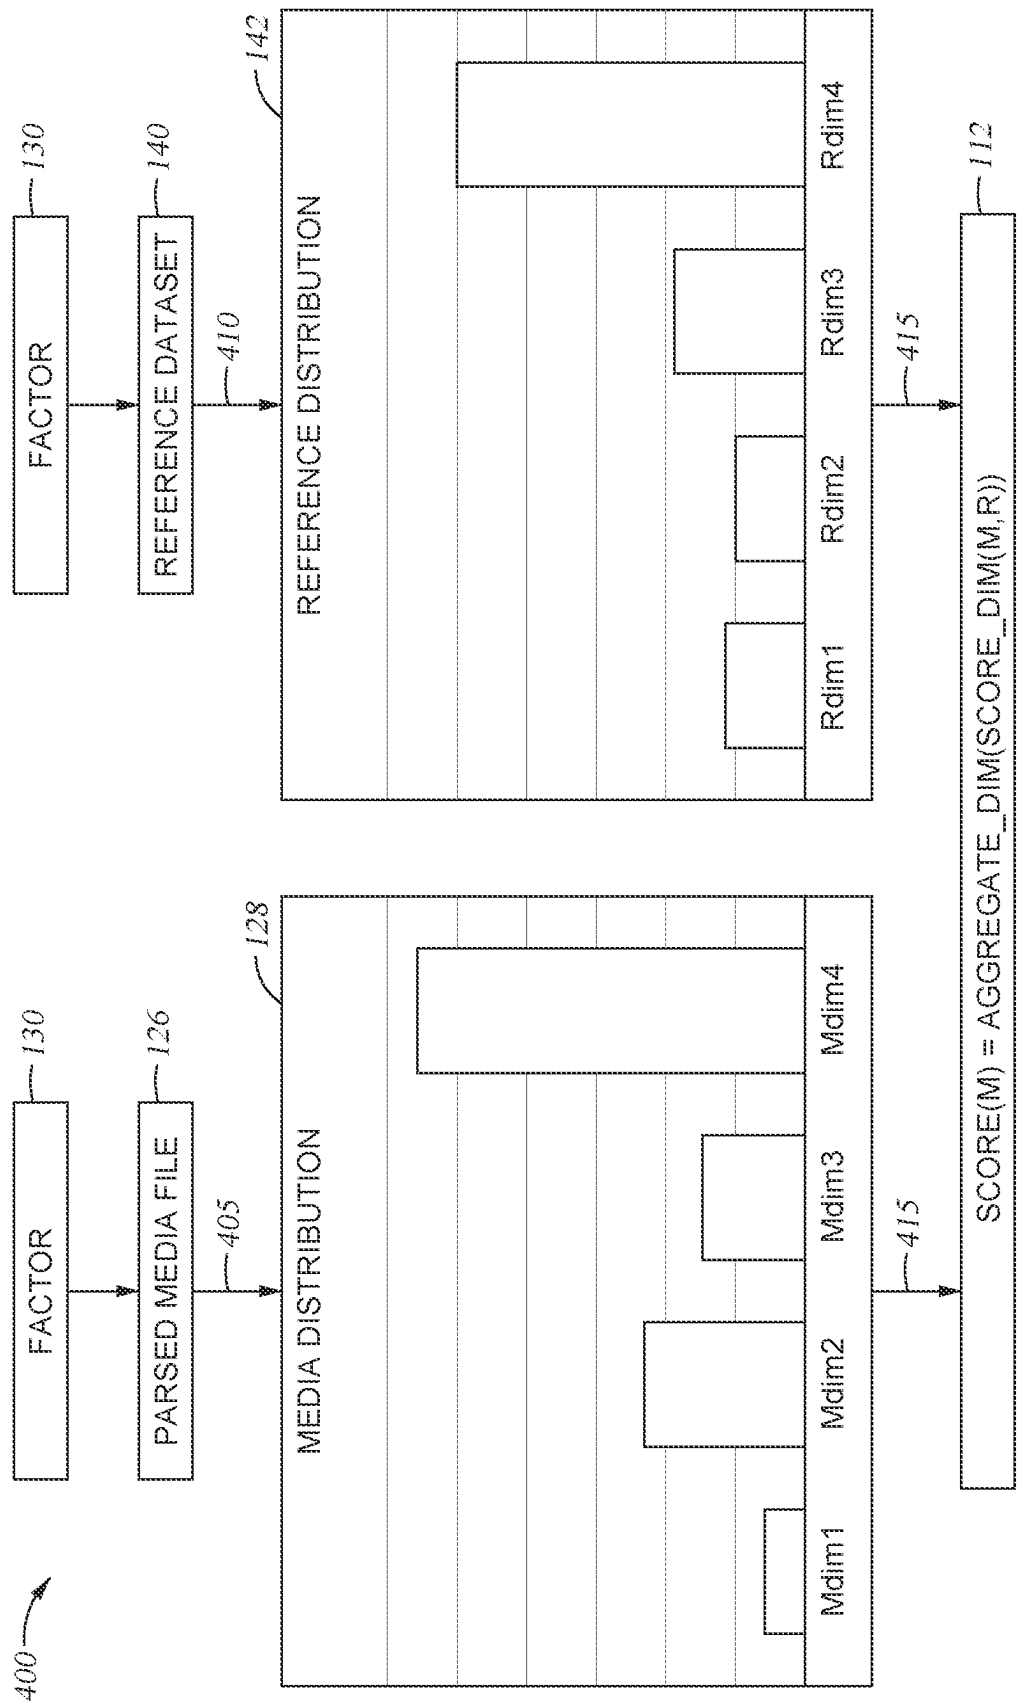 400
FACTOR
130
PARSED MEDIA FILE
126
405
MEDIA DISTRIBUTION
128
Mdim1
Mdim2
Mdim3
Mdim4
415
FACTOR
130
REFERENCE DATASET
140
410
REFERENCE DISTRIBUTION
142
Rdim1
Rdim2
Rdim3
Rdim4
415
SCORE(M) = AGGREGATE_DIM(SCORE_DIM(M,R))
112